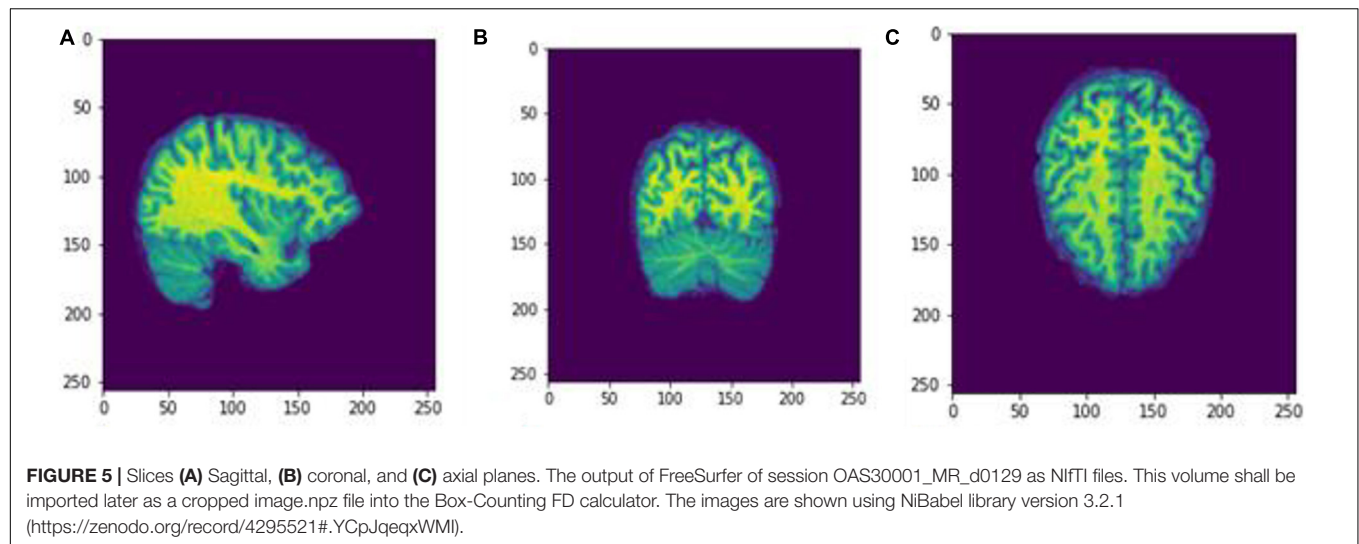 A
0
50
100
150
200
250
0 50 100 150 200 250
B
0
50
100
150
200
250
0 50 100 150 200 250
C
0
50
100
150
200
250
0 50 100 150 200 250
FIGURE 5 | Slices (A) Sagittal, (B) coronal, and (C) axial planes. The output of FreeSurfer of session OAS30001_MR_d0129 as NIfTI files. This volume shall be
imported later as a cropped image.npz file into the Box-Counting FD calculator. The images are shown using NiBabel library version 3.2.1
(https://zenodo.org/record/4295521#.YCpJqeqxWMI).